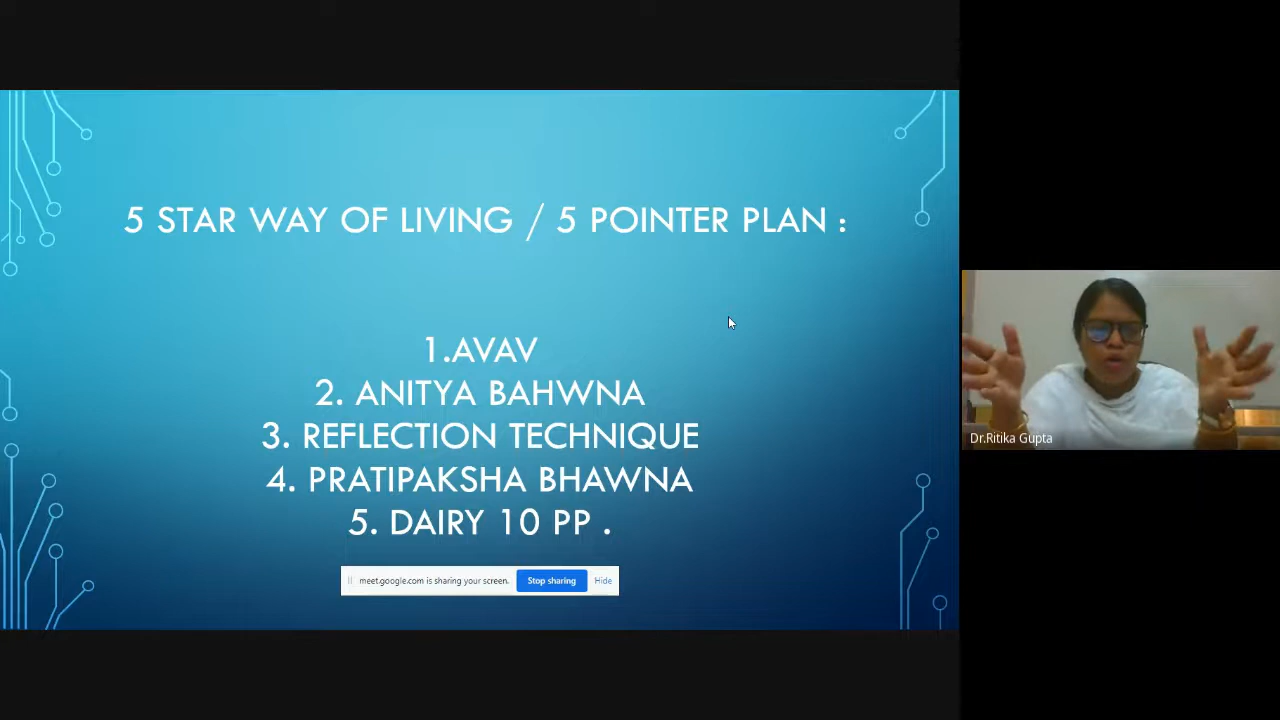 5 STAR WAY OF LIVING / 5 POINTER PLAN :
1.AVAV
2. ANITYA BAHWNA
3. REFLECTION TECHNIQUE
4. PRATIPAKSHA BHAWNA
5. DAIRY 10 PP .
meet.google.com is sharing your screen. Stop sharing Hide
Dr.Ritika Gupta